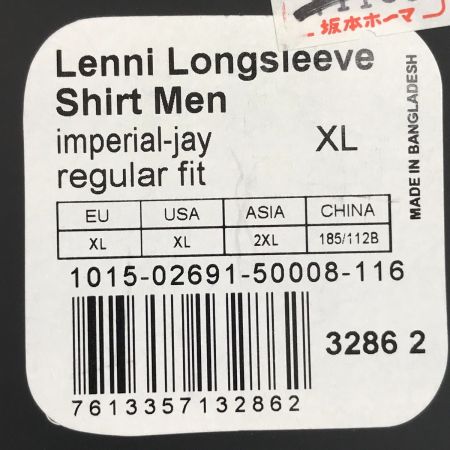 坂本ホーマ
Lenni Longsleeve
Shirt Men
imperial-jay XL
regular fit
MADE IN BANGLADESH
EU USA ASIA CHINA
XL XL 2XL 185/112B
1015-02691-50008-116
3286 2
7613357132862